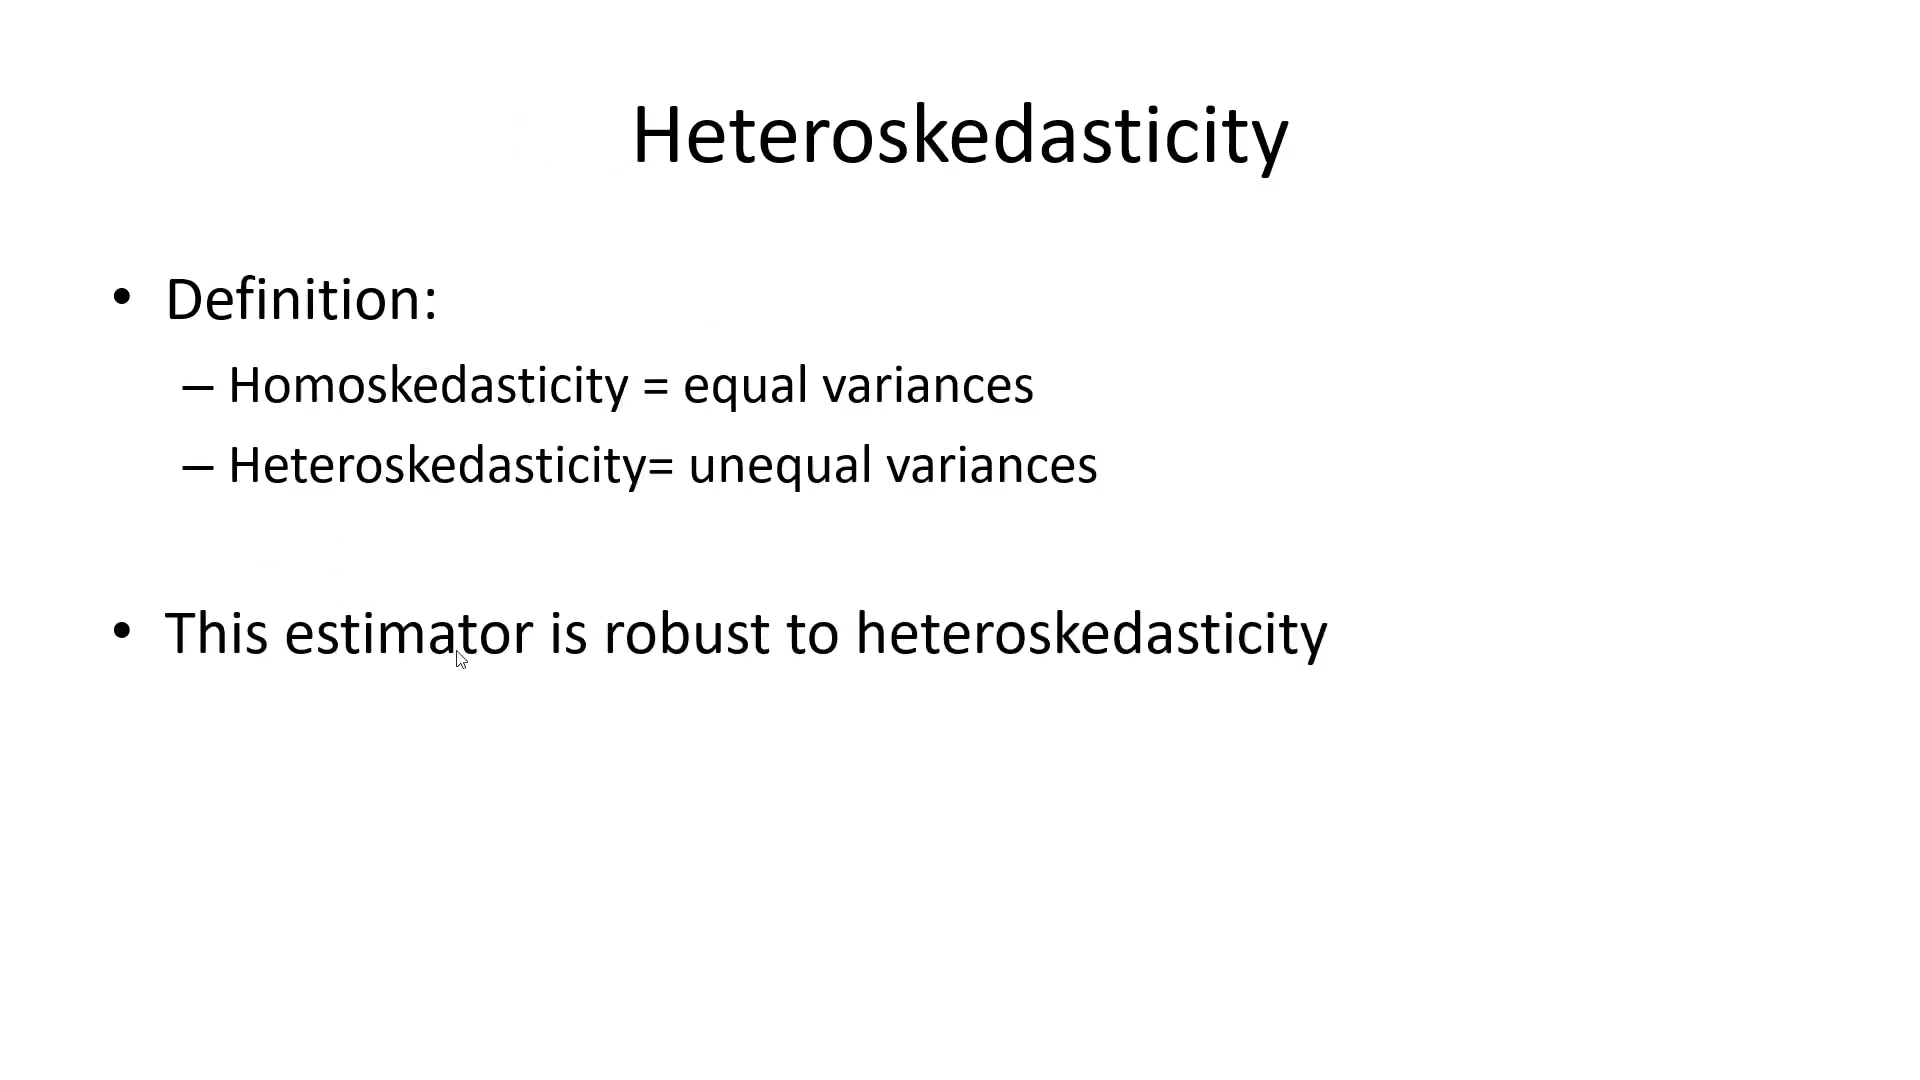 Heteroskedasticity
• Definition:
– Homoskedasticity = equal variances
– Heteroskedasticity= unequal variances
• This estimator is robust to heteroskedasticity